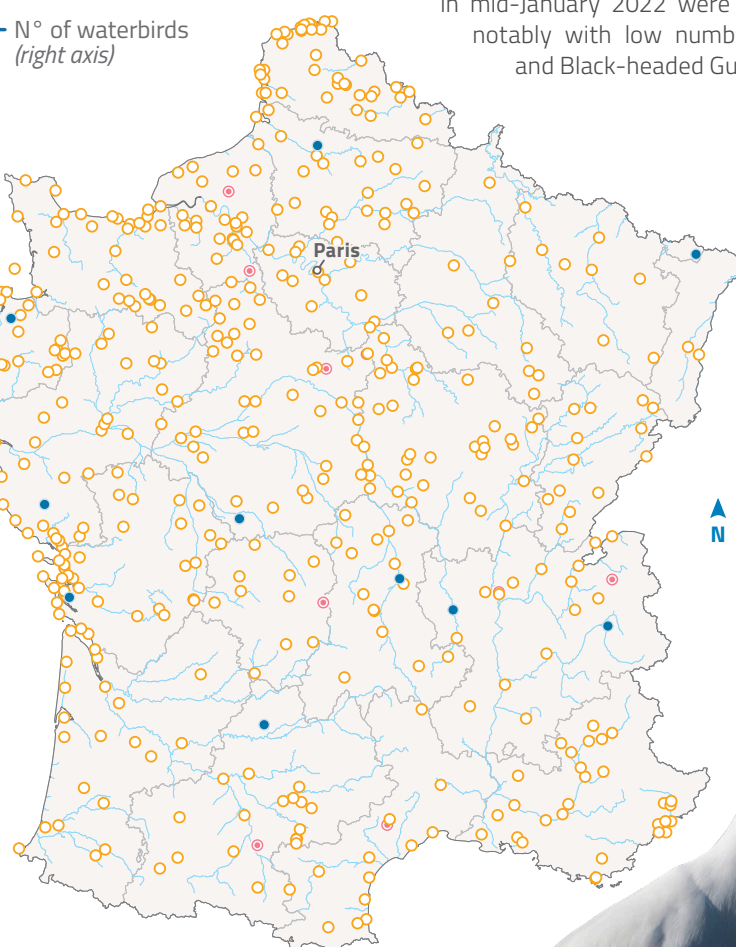 in mid-January 2022 were
notably with low numb
and Black-headed Gu
N° of waterbirds
(right axis)
Paris
N